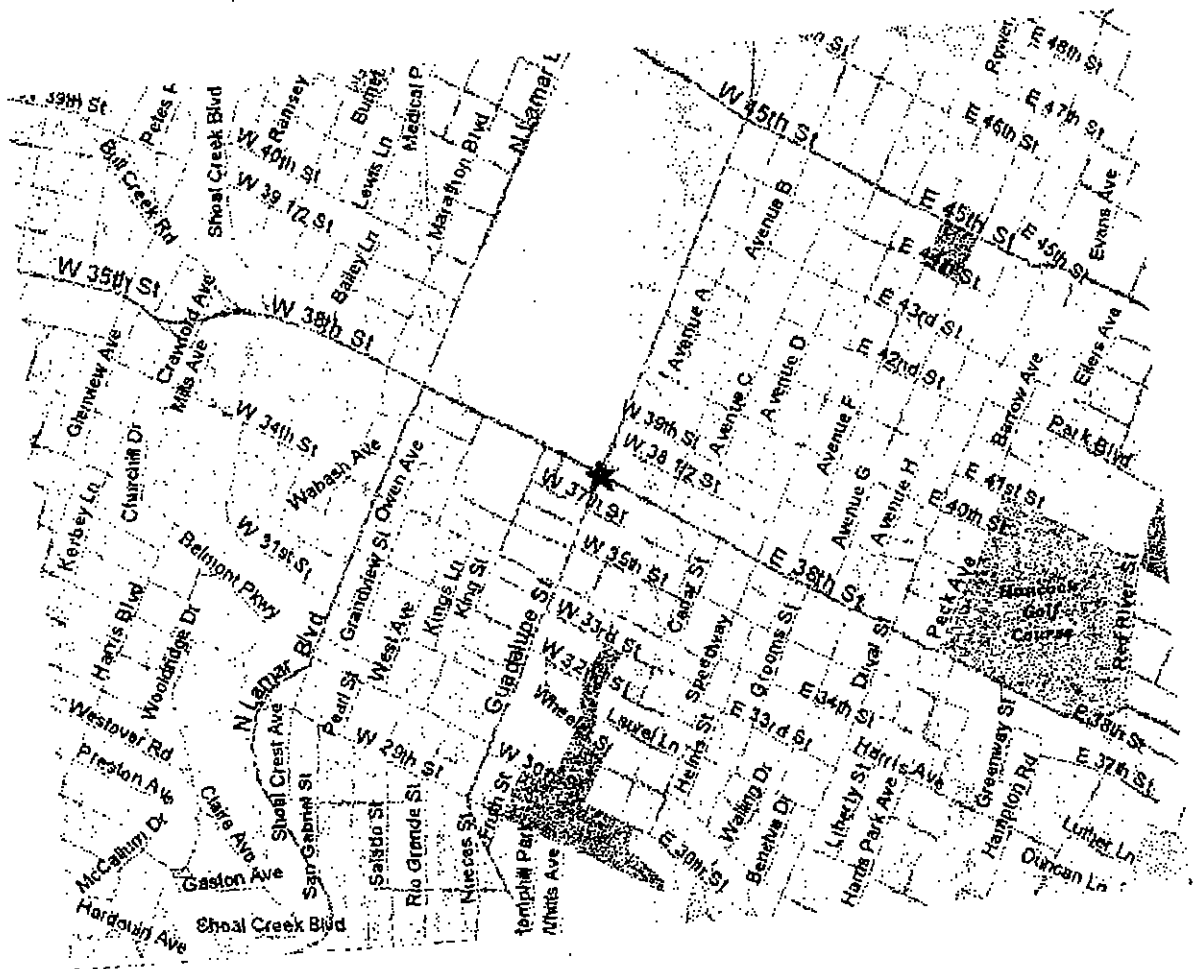 E 48th St
E 47th St
E 46th St
W 45th St
N Lamar
39th St
Shoal Creek Blvd
Ramsey
Lewis Ln
Marathon Blvd
Bull Creek Rd
W 40th St
W 39 1/2 St
Bailey Ln
Avenue B
E 45th St
E 45th St
Evans Ave
E 44th St
W 35th St
Crawford Ave
W 38th St
Avenue A
E 43rd St
Eilers Ave
Glenview Ave
Mills Ave
Avenue C
Avenue D
E 42nd St
Barrow Ave
Park Blvd
W 34th St
W 39th St
W 38 1/2 St
Avenue F
Churchill Dr
Wabash Ave
Owen Ave
W 37th St
Avenue G
Avenue H
E 41st St
E 40th St
Kerbey Ln
W 31st St
Belmont Pkwy
Grandview St
W 35th St
Cedar St
E 38th St
Peck Ave
Hancock
Golf
Course
Red River St
Harris Blvd
Wooldridge Dr
N Lamar Blvd
West Ave
Kings Ln
King St
Guadalupe St
W 33rd St
W 32
St
Speedway
Grooms St
Duval St
Pearl St
Laurel Ln
E 34th St
E 33rd St
Helms St
Harris Ave
Greenway St
E 38th St
E 37th St
Westover Rd
Preston Ave
Claire Ave
Shoal Crest Ave
San Gabriel St
W 29th St
W 30th
Fruth St
Walling Dr
Benelva Dr
Liberty St
Harris Park Ave
Hampton Rd
Luther Ln
Duncan Ln
McCallum Dr
Gaston Ave
Salado St
Rio Grande St
Nueces St
Whitis Ave
E 30th St
Hardouin Ave
Shoal Creek Blvd